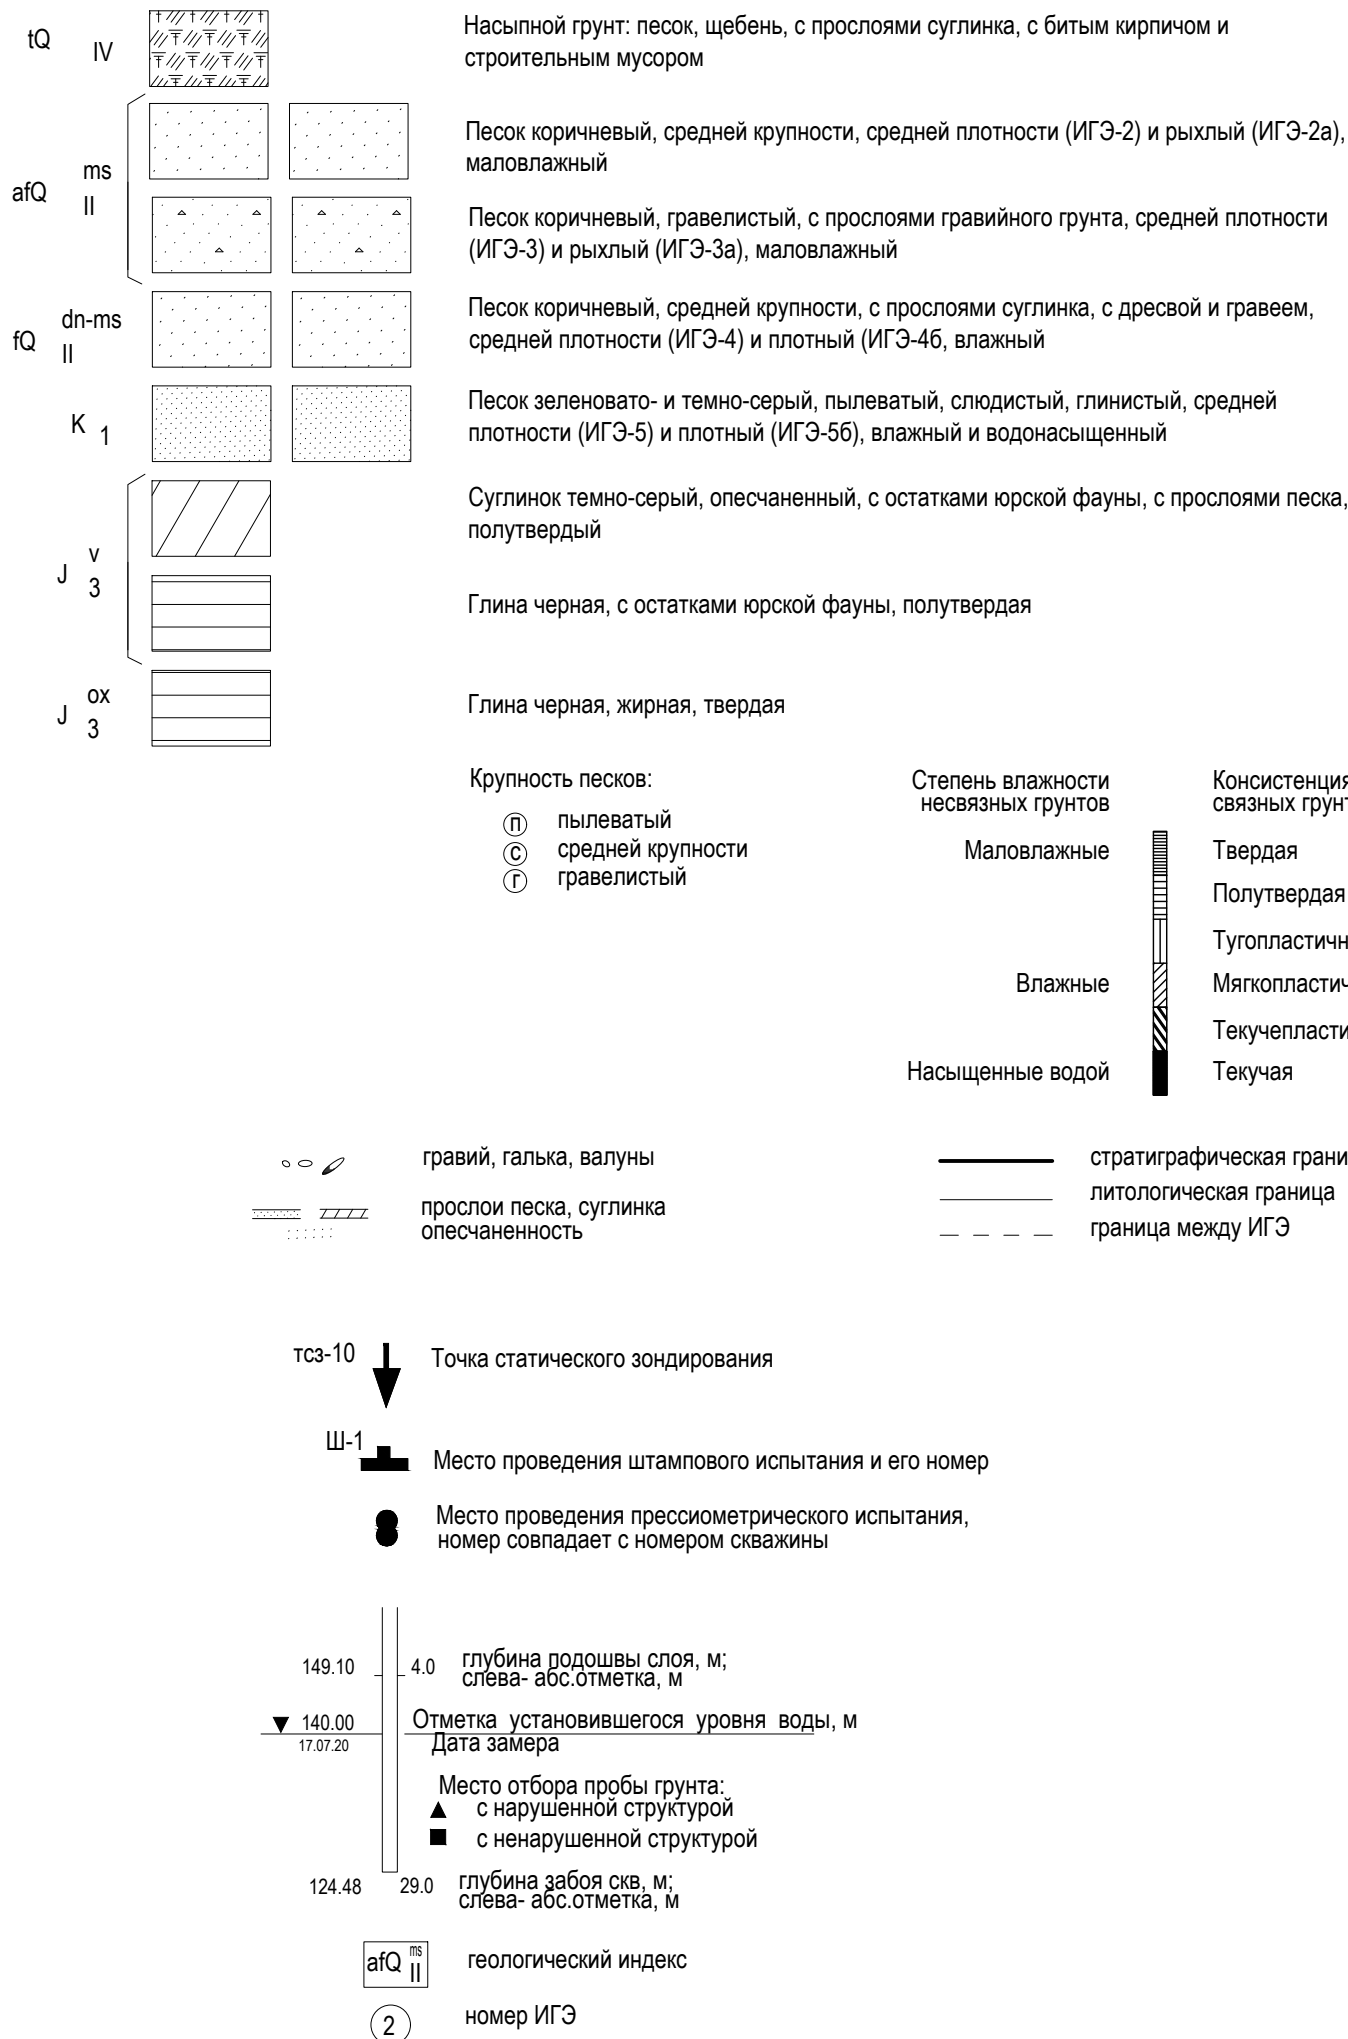 tQ IV
Насыпной грунт: песок, щебень, с прослоями суглинка, с битым кирпичом и
строительным мусором
afQ ms II
Песок коричневый, средней крупности, средней плотности (ИГЭ-2) и рыхлый (ИГЭ-2а),
маловлажный
Песок коричневый, гравелистый, с прослоями гравийного грунта, средней плотности
(ИГЭ-3) и рыхлый (ИГЭ-3а), маловлажный
fQ dn-ms II
Песок коричневый, средней крупности, с прослоями суглинка, с дресвой и гравеем,
средней плотности (ИГЭ-4) и плотный (ИГЭ-4б, влажный
K 1
Песок зеленовато- и темно-серый, пылеватый, слюдистый, глинистый, средней
плотности (ИГЭ-5) и плотный (ИГЭ-5б), влажный и водонасыщенный
J v 3
Суглинок темно-серый, опесчаненный, с остатками юрской фауны, с прослоями песка,
полутвердый
Глина черная, с остатками юрской фауны, полутвердая
J ox 3
Глина черная, жирная, твердая
Крупность песков:
п пылеватый
с средней крупности
г гравелистый
Степень влажности
несвязных грунтов
Маловлажные
Влажные
Насыщенные водой
Консистенция
связных грунт
Твердая
Полутвердая
Тугопластичн
Мягкопластич
Текучепласти
Текучая
гравий, галька, валуны
прослои песка, суглинка
опесчаненность
стратиграфическая грани
литологическая граница
граница между ИГЭ
тсз-10 Точка статического зондирования
Ш-1 Место проведения штампового испытания и его номер
Место проведения прессиометрического испытания,
номер совпадает с номером скважины
149.10 4.0 глубина подошвы слоя, м;
слева- абс.отметка, м
140.00 Отметка установившегося уровня воды, м
17.07.20 Дата замера
Место отбора пробы грунта:
с нарушенной структурой
с ненарушенной структурой
124.48 29.0 глубина забоя скв, м;
слева- абс.отметка, м
afQ ms II геологический индекс
2 номер ИГЭ